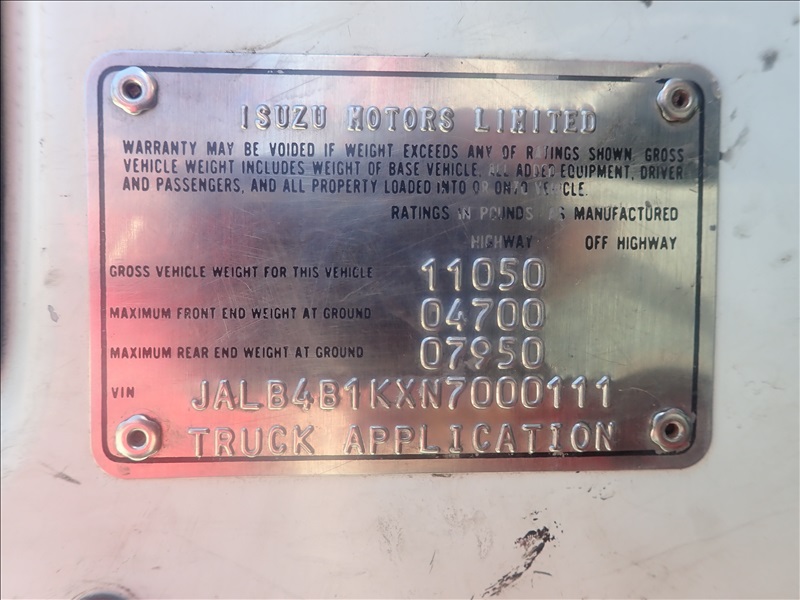 ISUZU MOTORS LIMITED
WARRANTY MAY BE VOIDED IF WEIGHT EXCEEDS ANY OF RATINGS SHOWN. GROSS
VEHICLE WEIGHT INCLUDES WEIGHT OF BASE VEHICLE, ALL ADDED EQUIPMENT, DRIVER
AND PASSENGERS, AND ALL PROPERTY LOADED INTO OR ONTO VEHICLE.
RATINGS IN POUNDS AS MANUFACTURED
HIGHWAY OFF HIGHWAY
GROSS VEHICLE WEIGHT FOR THIS VEHICLE 11050
MAXIMUM FRONT END WEIGHT AT GROUND 04700
MAXIMUM REAR END WEIGHT AT GROUND 07950
VIN JALB4B1KXN7000111
TRUCK APPLICATION